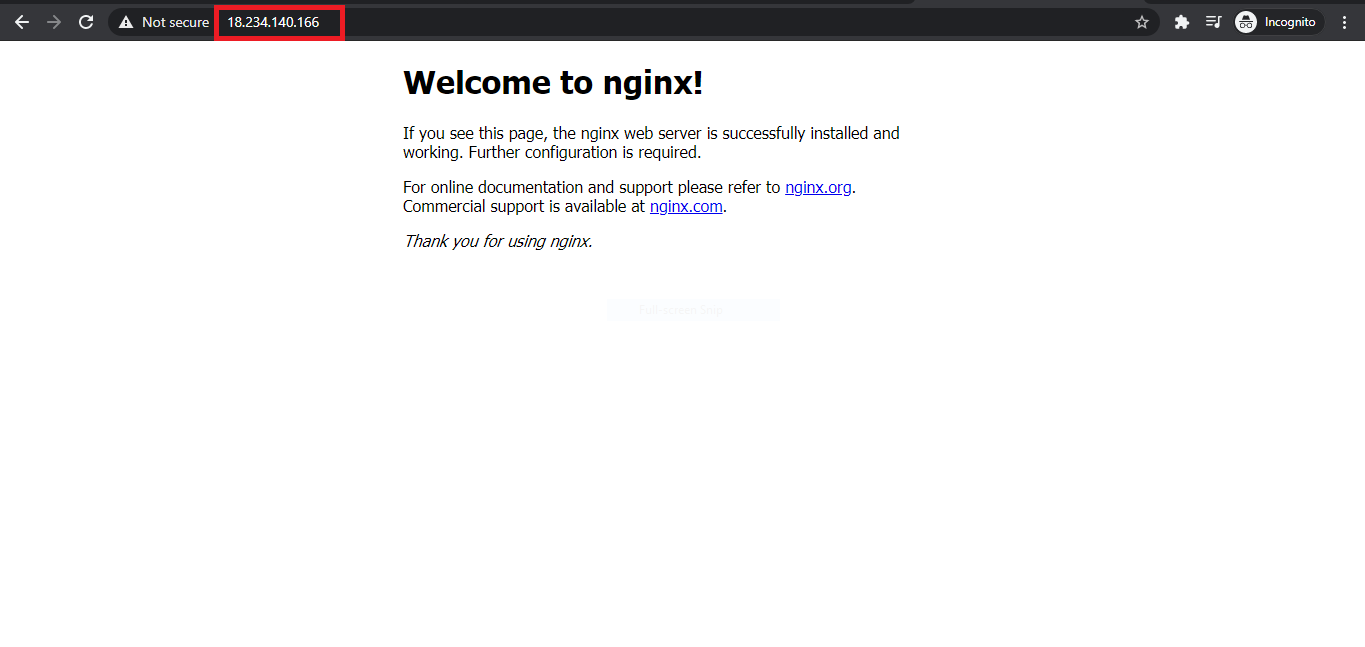 Not secure 18.234.140.166 Incognito
Welcome to nginx!
If you see this page, the nginx web server is successfully installed and
working. Further configuration is required.
For online documentation and support please refer to nginx.org.
Commercial support is available at nginx.com.
Thank you for using nginx.
Full-screen Snip